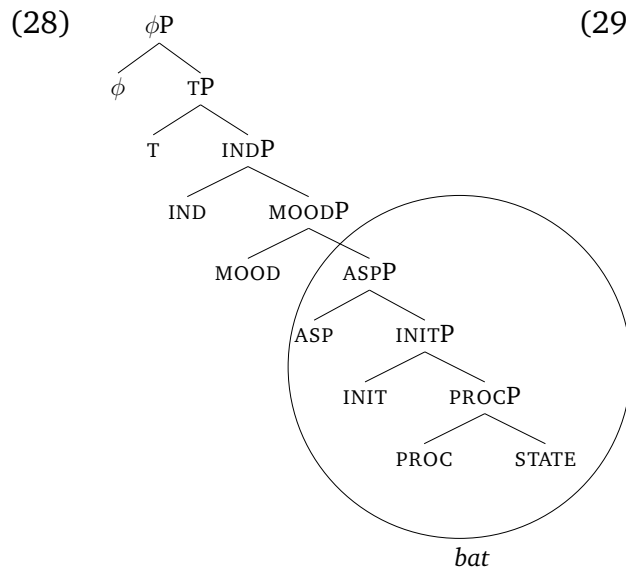 (28) ϕP (29
ϕ TP
T INDP
IND MOODP
MOOD ASPP
ASP INITP
INIT PROCP
PROC STATE
bat